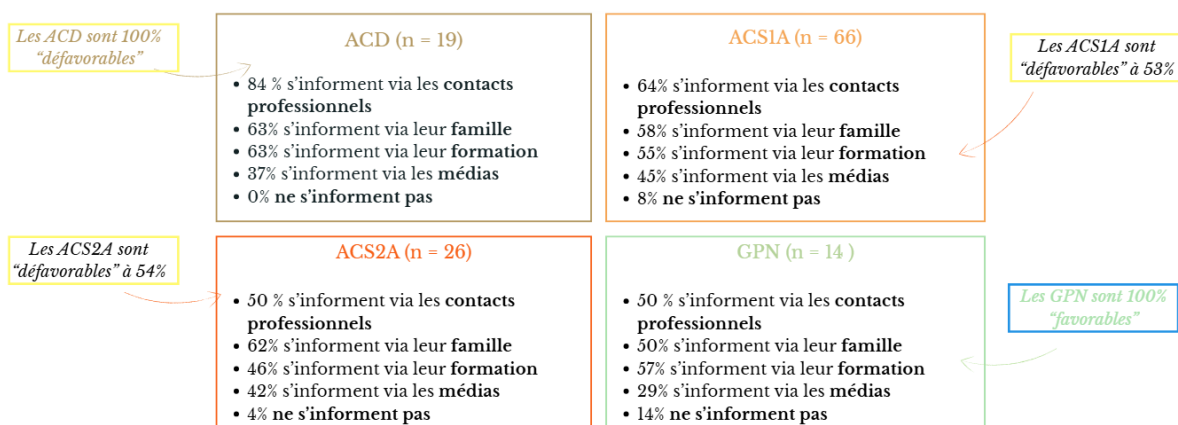 Les ACD sont 100%
“défavorables”
ACD (n = 19)
• 84 % s’informent via les contacts
professionnels
• 63% s’informent via leur famille
• 63% s’informent via leur formation
• 37% s’informent via les médias
• 0% ne s’informent pas
ACS1A (n = 66)
• 64% s’informent via les contacts
professionnels
• 58% s’informent via leur famille
• 55% s’informent via leur formation
• 45% s’informent via les médias
• 8% ne s’informent pas
Les ACS1A sont
“défavorables” à 53%
Les ACS2A sont
“défavorables” à 54%
ACS2A (n = 26)
• 50 % s’informent via les contacts
professionnels
• 62% s’informent via leur famille
• 46% s’informent via leur formation
• 42% s’informent via les médias
• 4% ne s’informent pas
GPN (n = 14 )
• 50 % s’informent via les contacts
professionnels
• 50% s’informent via leur famille
• 57% s’informent via leur formation
• 29% s’informent via les médias
• 14% ne s’informent pas
Les GPN sont 100%
“favorables”